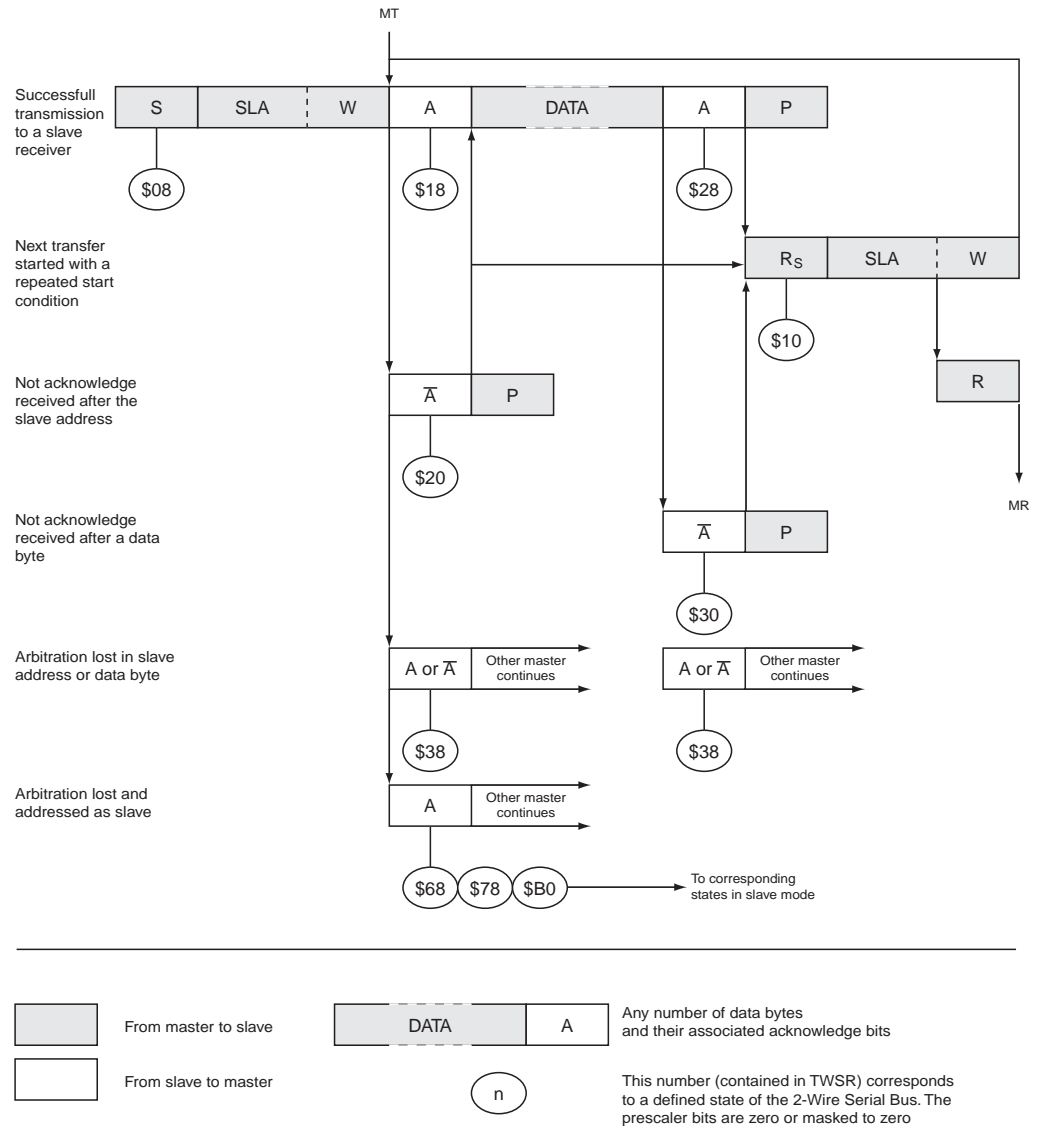 MT
Successfull
transmission
to a slave
receiver
S SLA W A DATA A P
$08 $18 $28
Next transfer
started with a
repeated start
condition
RS SLA W
$10
Not acknowledge
received after the
slave address
A̅ P
R
$20
MR
Not acknowledge
received after a data
byte
A̅ P
$30
Arbitration lost in slave
address or data byte
A or A̅ Other master
continues
A or A̅ Other master
continues
$38 $38
Arbitration lost and
addressed as slave
A Other master
continues
$68 $78 $B0
To corresponding
states in slave mode
From master to slave
DATA A
Any number of data bytes
and their associated acknowledge bits
From slave to master
n
This number (contained in TWSR) corresponds
to a defined state of the 2-Wire Serial Bus. The
prescaler bits are zero or masked to zero